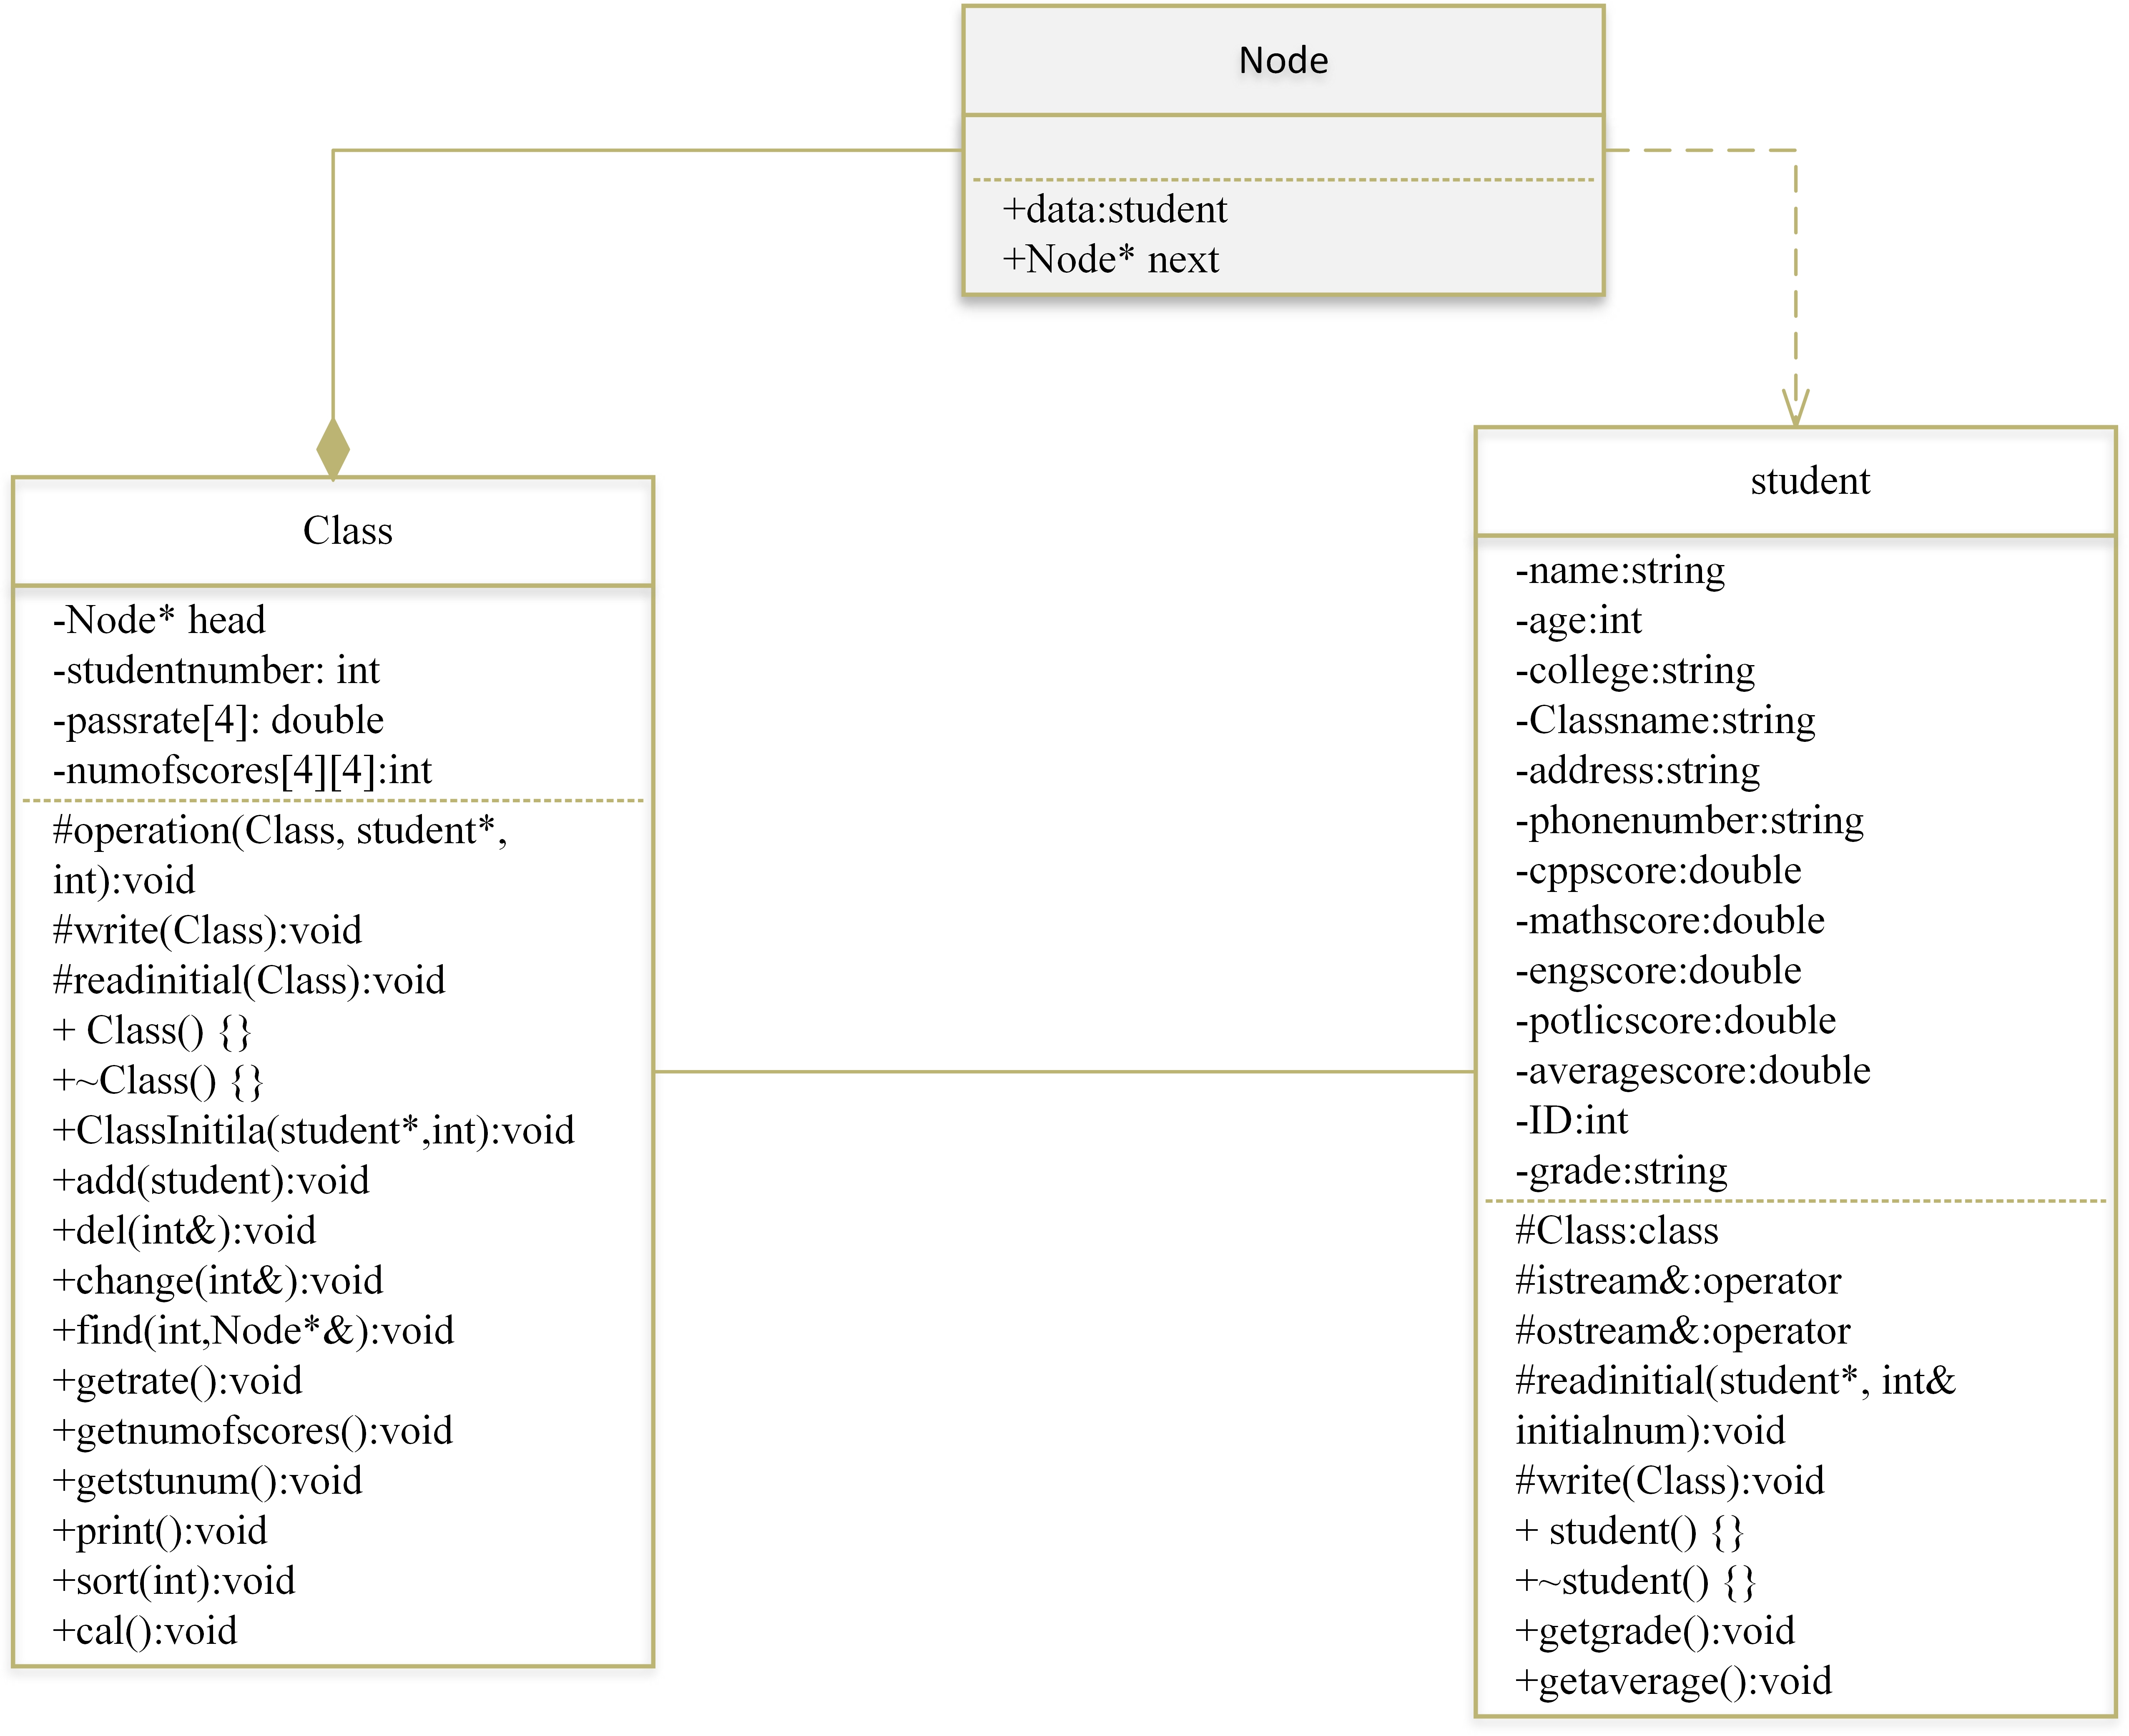 Node
+data:student
+Node* next
Class
-Node* head
-studentnumber: int
-passrate[4]: double
-numofscores[4][4]:int
#operation(Class, student*,
int):void
#write(Class):void
#readinitial(Class):void
+ Class() {}
+~Class() {}
+ClassInitila(student*,int):void
+add(student):void
+del(int&):void
+change(int&):void
+find(int,Node*&):void
+getrate():void
+getnumofscores():void
+getstunum():void
+print():void
+sort(int):void
+cal():void
student
-name:string
-age:int
-college:string
-Classname:string
-address:string
-phonenumber:string
-cppscore:double
-mathscore:double
-engscore:double
-potlicscore:double
-averagescore:double
-ID:int
-grade:string
#Class:class
#istream&:operator
#ostream&:operator
#readinitial(student*, int&
initialnum):void
#write(Class):void
+ student() {}
+~student() {}
+getgrade():void
+getaverage():void